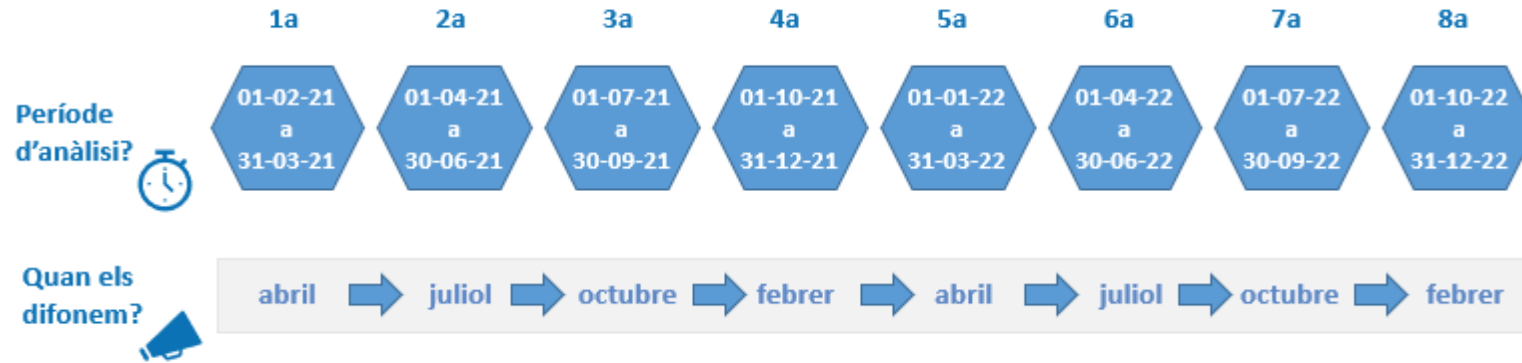 1a 2a 3a 4a 5a 6a 7a 8a
Període
d'anàlisi?
01-02-21
a
31-03-21
01-04-21
a
30-06-21
01-07-21
a
30-09-21
01-10-21
a
31-12-21
01-01-22
a
31-03-22
01-04-22
a
30-06-22
01-07-22
a
30-09-22
01-10-22
a
31-12-22
Quan els
difonem?
abril juliol octubre febrer abril juliol octubre febrer